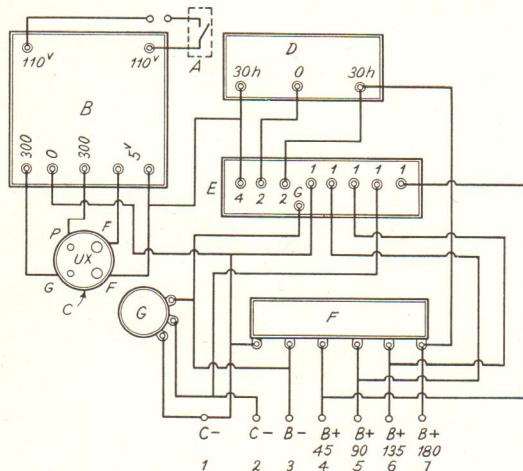 110v 110v A
B
300 0 300 5v
D
30h 0 30h
E
1 1 1 1 1
4 2 2 G
P F
UX
G F
C
G
F
C- C- B- B+ B+ B+ B+
45 90 135 180
1 2 3 4 5 6 7